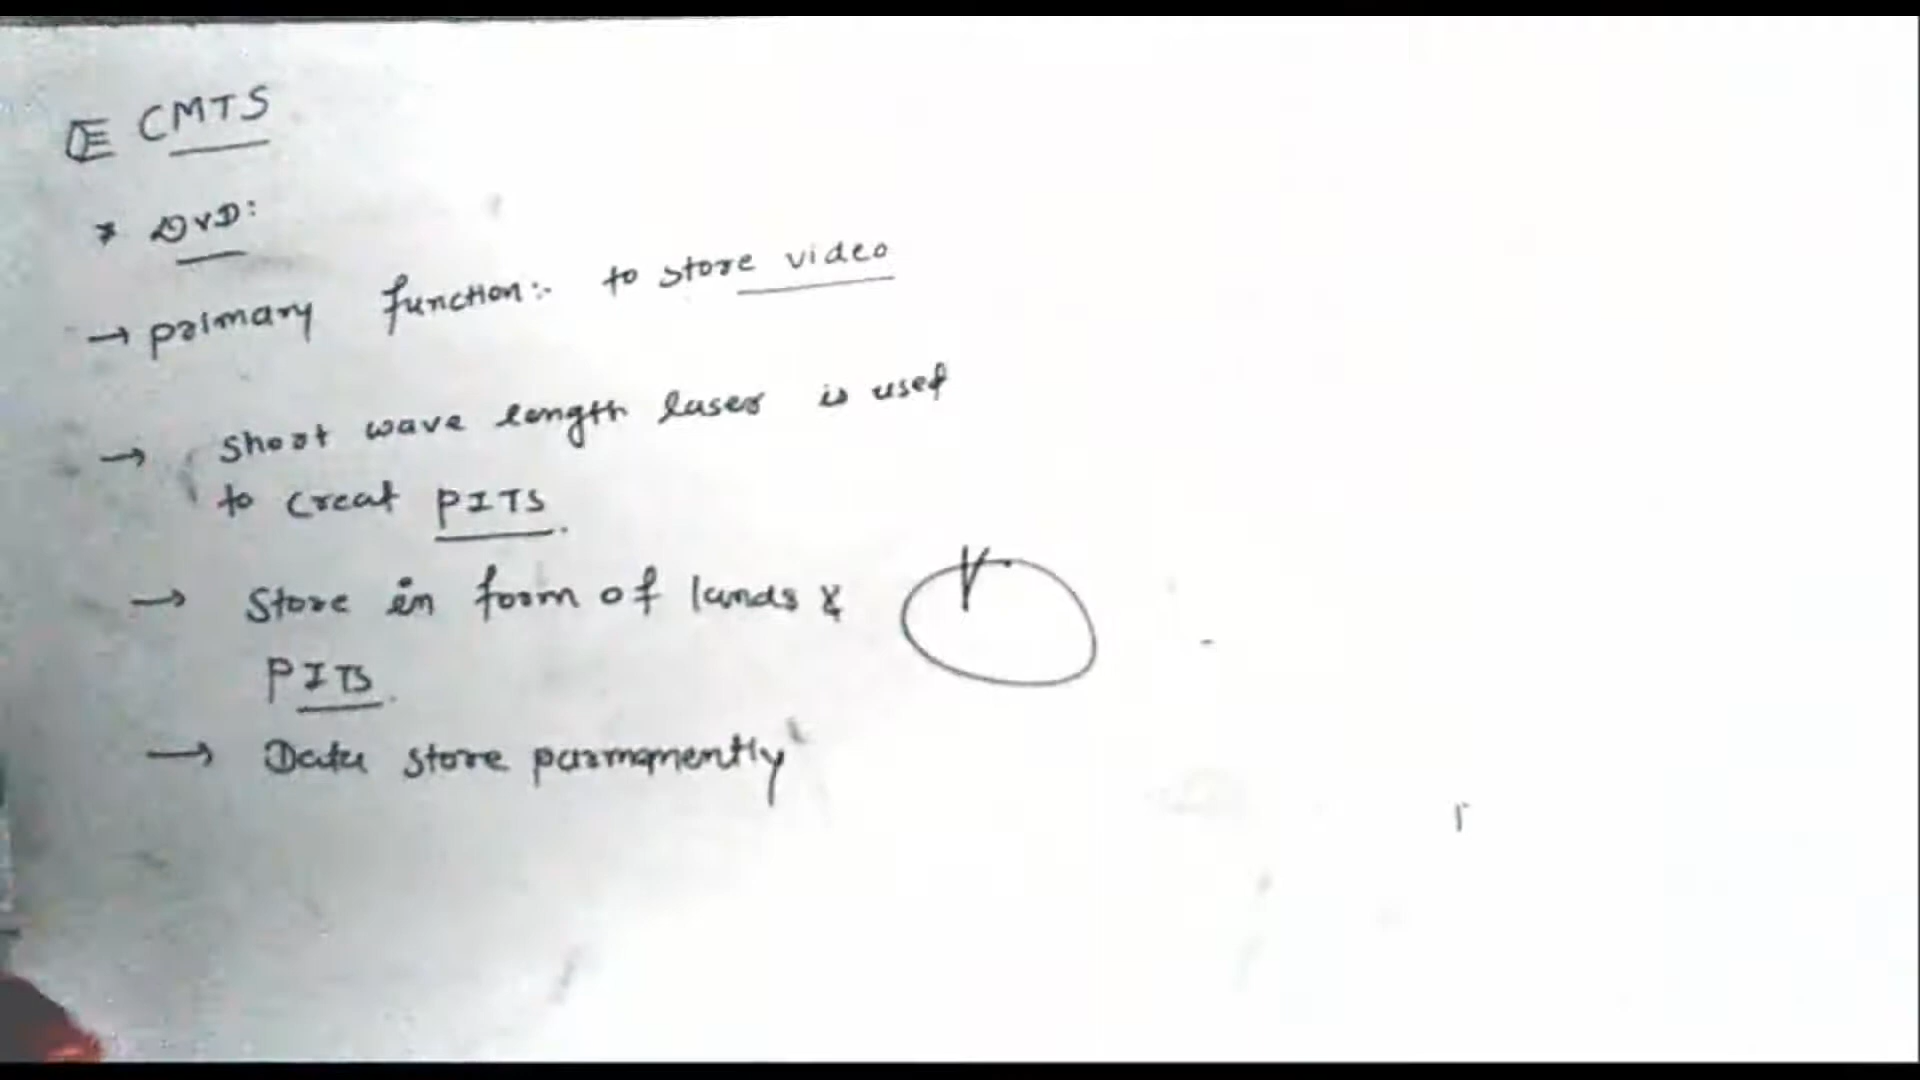 CMTS
* DVD:
→ primary function:- to store video
→ short wave length laser is used
to creat PITS.
→ Store in form of lands &
PITS.
→ Data store parmanently